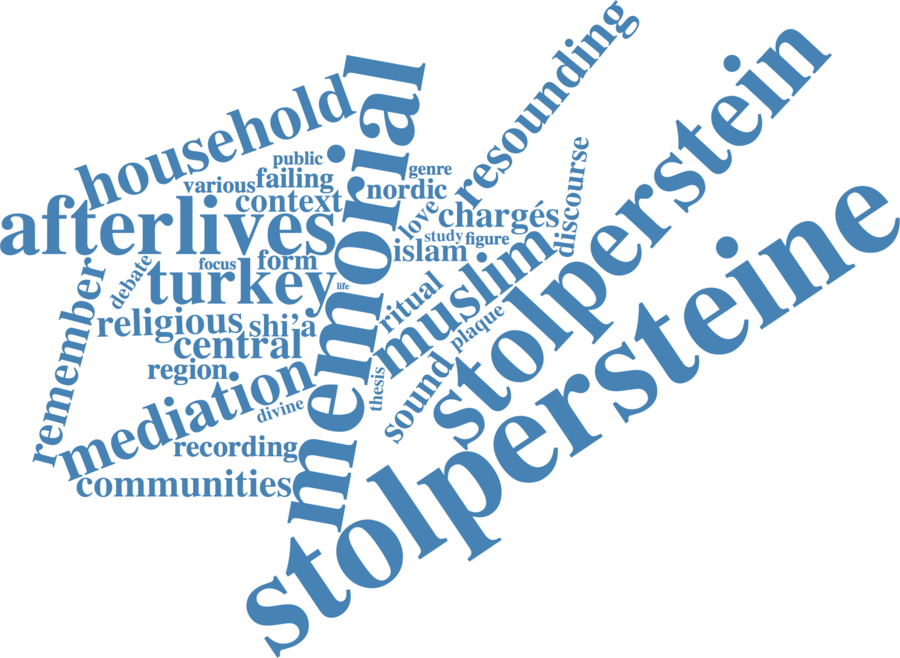 household
memorial
resounding
stolperstein
public
various
failing
context
genre
nordic
afterlives
love
chargés
discourse
study
figure
islam
debate
focus
form
turkey
life
muslim
remember
religious
shi'a
ritual
plaque
central
region
mediation
divine
thesis
sound
recording
communities
stolpersteine